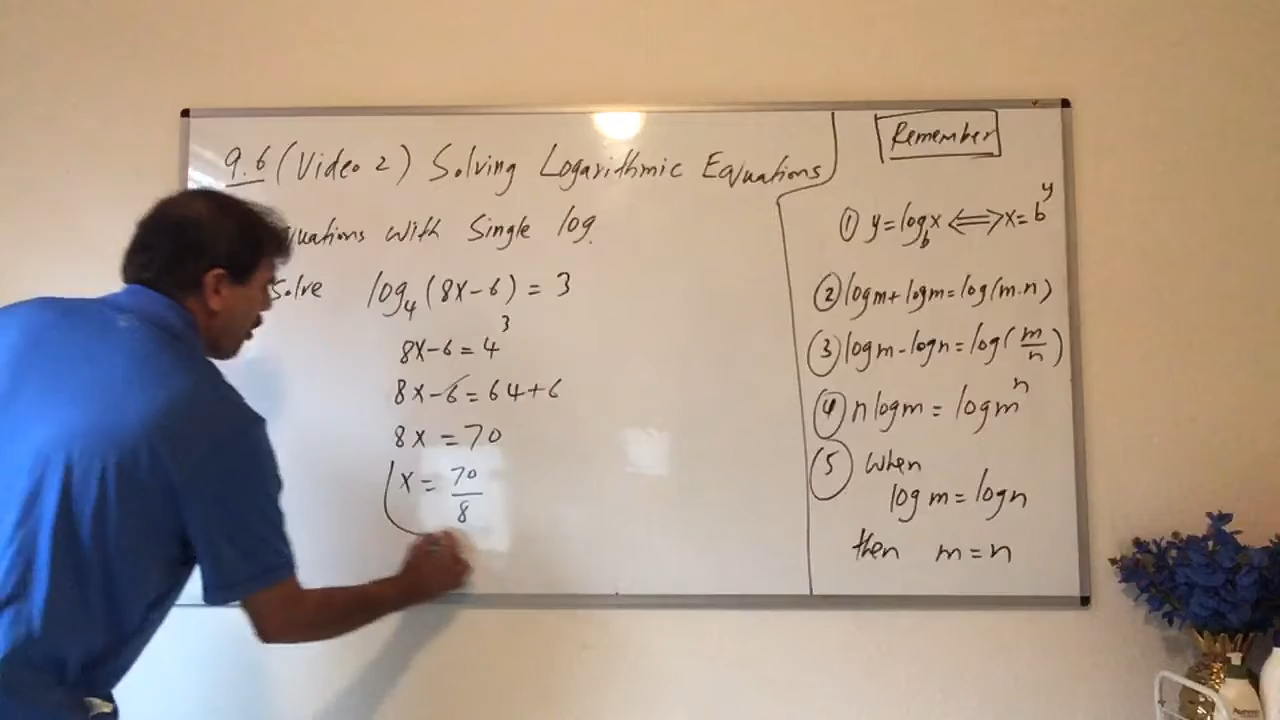 9.6 (Video 2) Solving Logarithmic Equations
quations with Single log.
Solve log₄(8x-6) = 3
8x-6 = 4³
8x-6 = 64+6
8x = 70
x = 70/8
Remember
① y = log_b x ⟺ x = b^y
② log m + log m = log(m·n)
③ log m - log n = log(m/n)
④ n log m = log m^n
⑤ When
log m = log n
then m = n